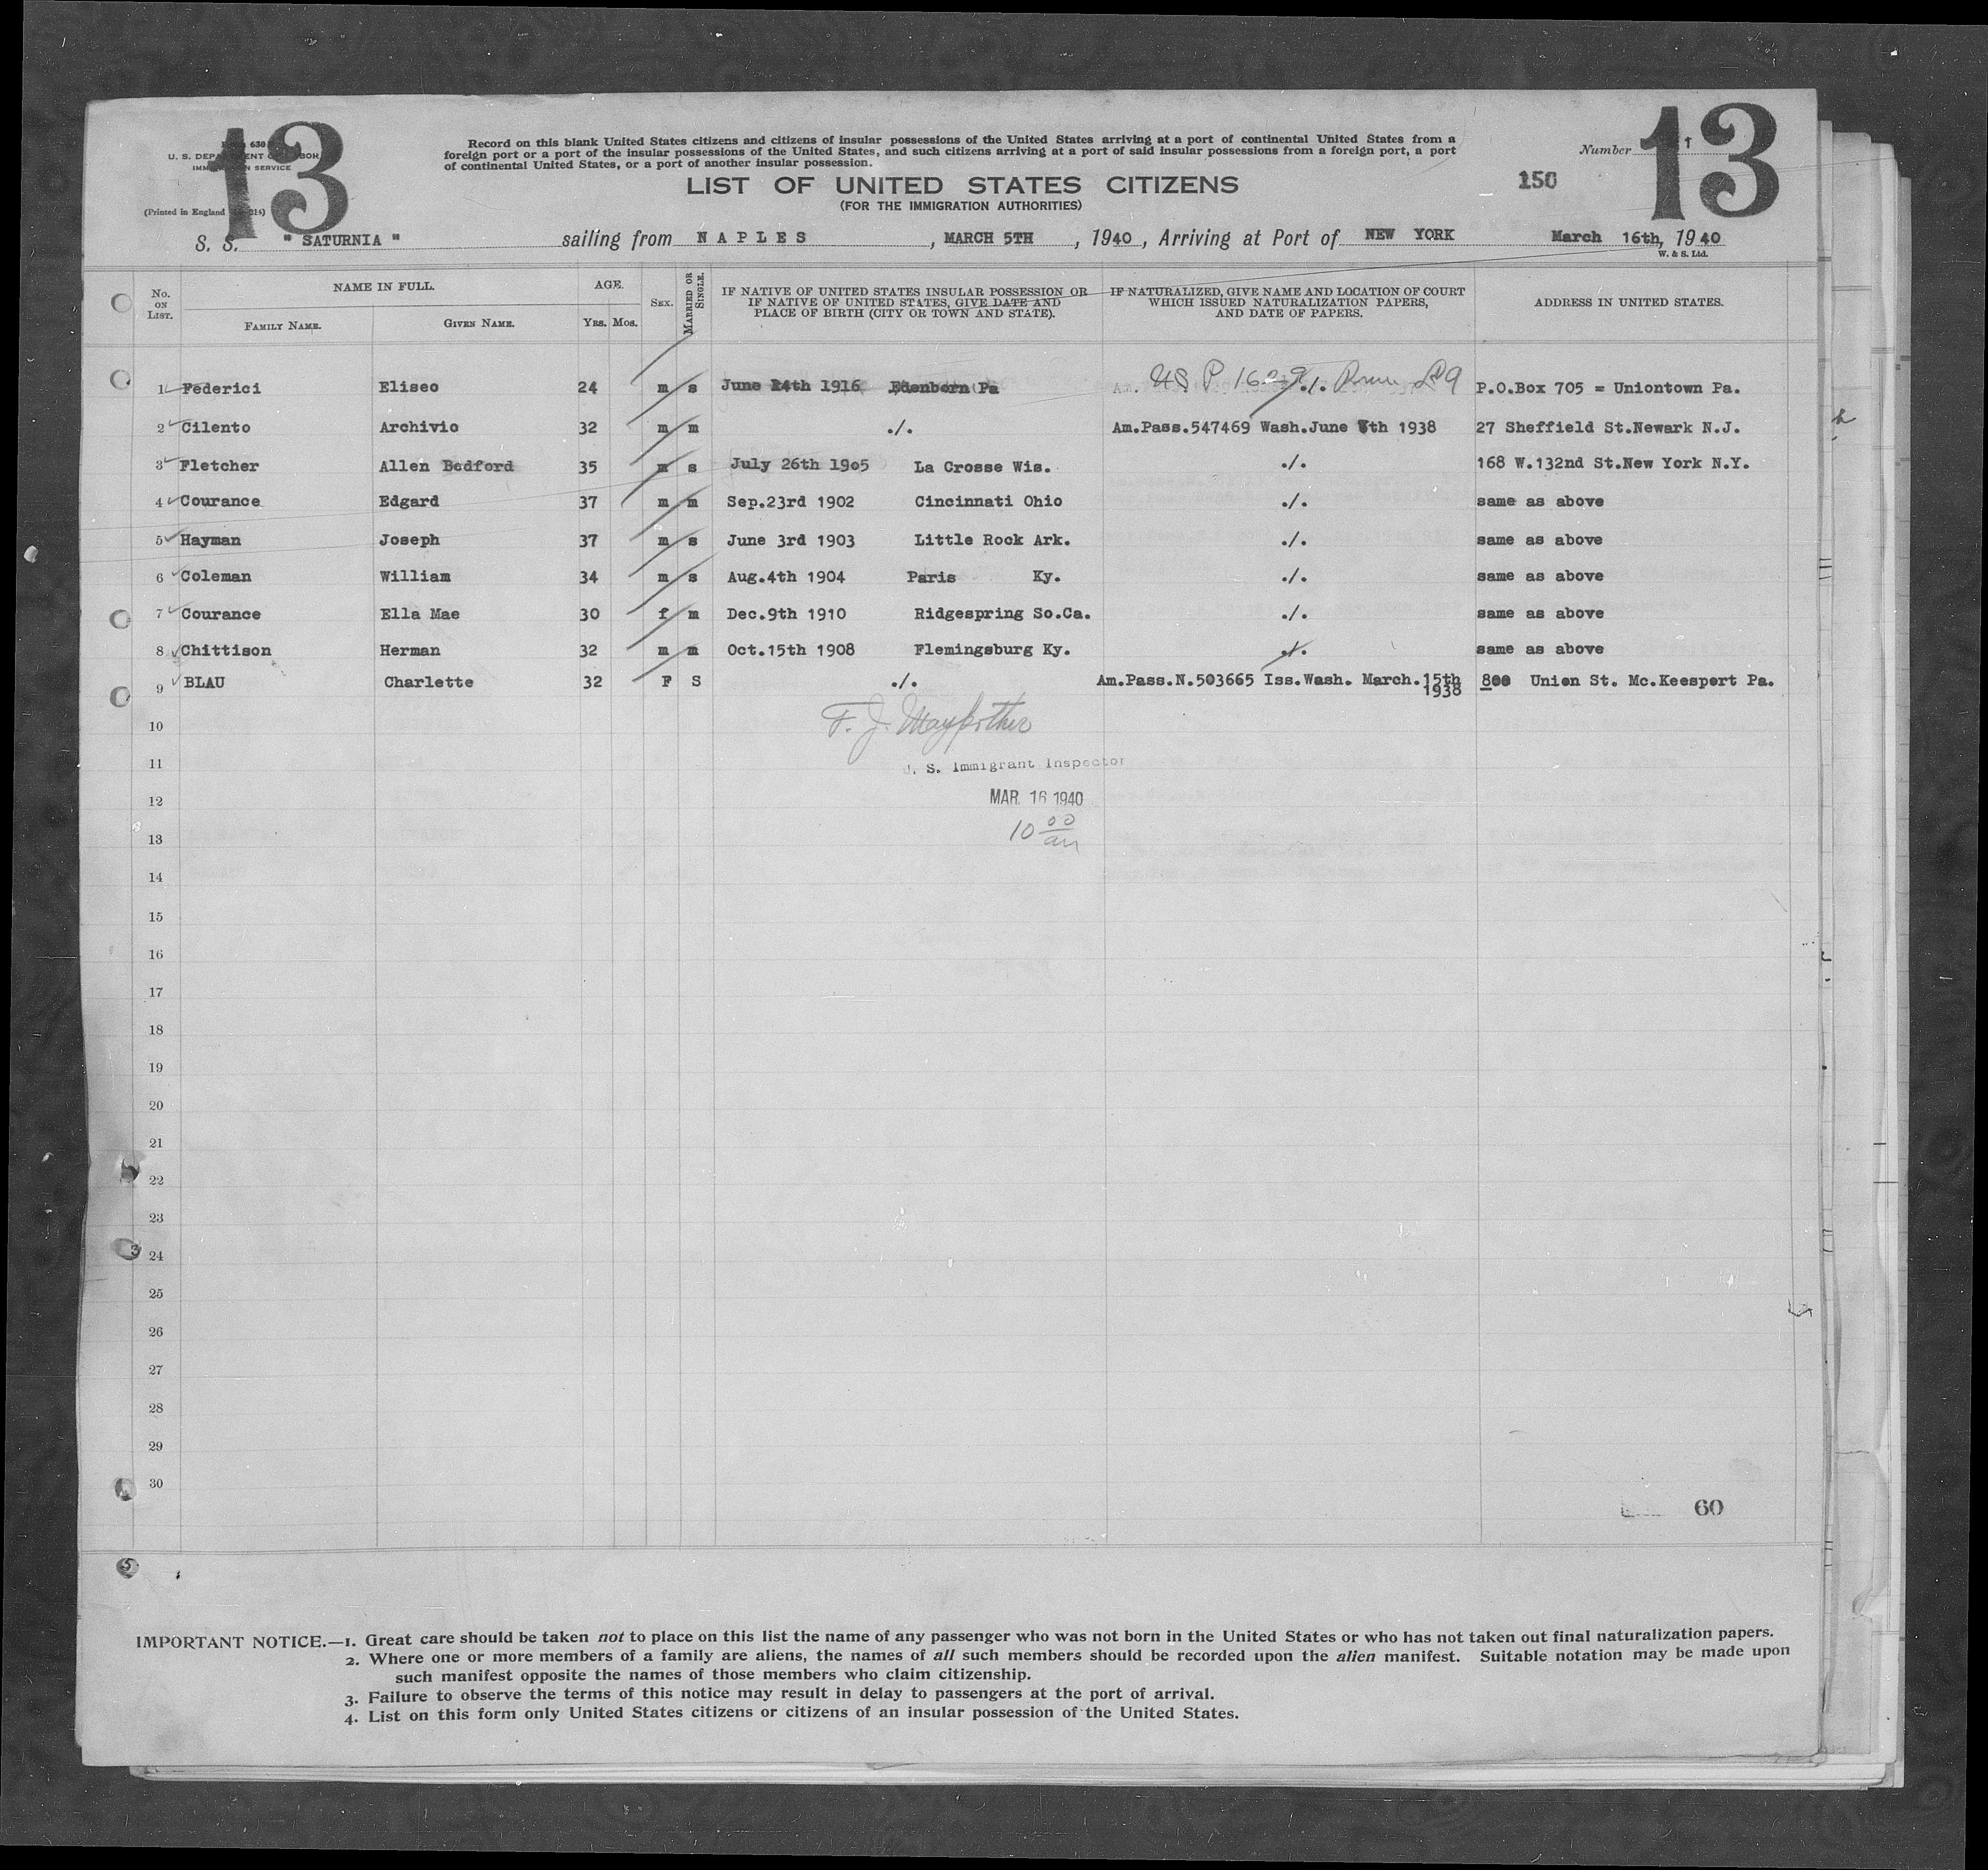 13
13
630
U. S. DEPARTMENT OF LABOR
IMMIGRATION SERVICE
(Printed in England
Record on this blank United States citizens and citizens of insular possessions of the United States arriving at a port of continental United States from a
foreign port or a port of the insular possessions of the United States, and such citizens arriving at a port of said insular possessions from a foreign port, a port
of continental United States, or a port of another insular possession.
Number
LIST OF UNITED STATES CITIZENS
150
(FOR THE IMMIGRATION AUTHORITIES)
S. S. " SATURNIA " sailing from NAPLES, MARCH 5TH, 1940, Arriving at Port of NEW YORK March 16th, 1940
W. & S. Ltd.
No. ON LIST. NAME IN FULL. AGE. SEX. MARRIED OR SINGLE. IF NATIVE OF UNITED STATES INSULAR POSSESSION OR IF NATIVE OF UNITED STATES, GIVE DATE AND PLACE OF BIRTH (CITY OR TOWN AND STATE). IF NATURALIZED, GIVE NAME AND LOCATION OF COURT WHICH ISSUED NATURALIZATION PAPERS, AND DATE OF PAPERS. ADDRESS IN UNITED STATES.
FAMILY NAME. GIVEN NAME. YRS. MOS.
1 Federici Eliseo 24 m s June 14th 1916 Edenborn Pa US P ./. P.O.Box 705 = Uniontown Pa.
2 Cilento Archivio 32 m m ./. Am.Pass.547469 Wash.June th 1938 27 Sheffield St.Newark N.J.
3 Fletcher Allen Bedford 35 m s July 26th 1905 La Crosse Wis. ./. 168 W.132nd St.New York N.Y.
4 Courance Edgard 37 m m Sep.23rd 1902 Cincinnati Ohio ./. same as above
5 Hayman Joseph 37 m s June 3rd 1903 Little Rock Ark. ./. same as above
6 Coleman William 34 m s Aug.4th 1904 Paris Ky. ./. same as above
7 Courance Ella Mae 30 f m Dec.9th 1910 Ridgespring So.Ca. ./. same as above
8 Chittison Herman 32 m m Oct.15th 1908 Flemingsburg Ky. ./. same as above
9 BLAU Charlette 32 F S ./. Am.Pass.N.503665 Iss.Wash. March.15th 1938 800 Union St. Mc.Keesport Pa.
10
F. J.
11
U. S. Immigrant Inspector
12
MAR 16 1940
13
10 00 am
14
15
16
17
18
19
20
21
22
23
24
25
26
27
28
29
30
60
IMPORTANT NOTICE.—1. Great care should be taken not to place on this list the name of any passenger who was not born in the United States or who has not taken out final naturalization papers.
2. Where one or more members of a family are aliens, the names of all such members should be recorded upon the alien manifest. Suitable notation may be made upon
such manifest opposite the names of those members who claim citizenship.
3. Failure to observe the terms of this notice may result in delay to passengers at the port of arrival.
4. List on this form only United States citizens or citizens of an insular possession of the United States.